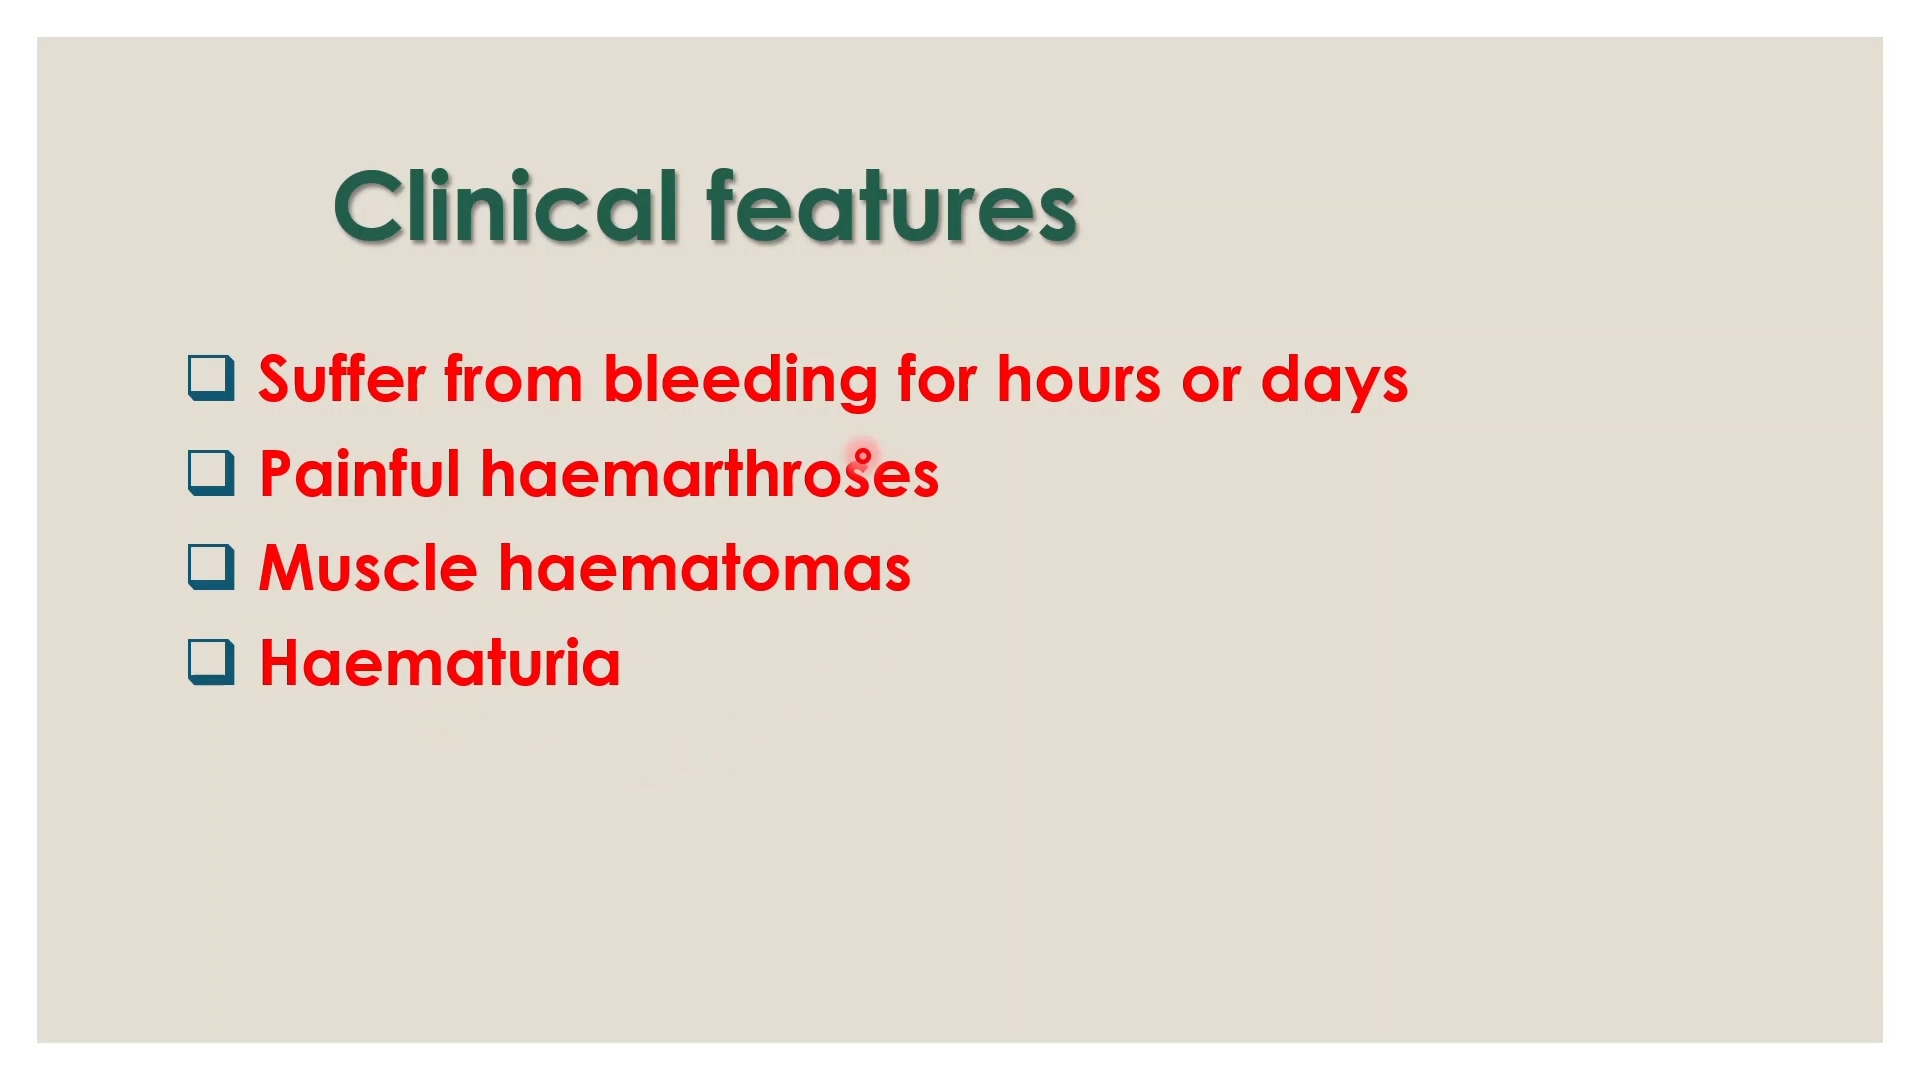 Clinical features
Suffer from bleeding for hours or days
Painful haemarthroses
Muscle haematomas
Haematuria